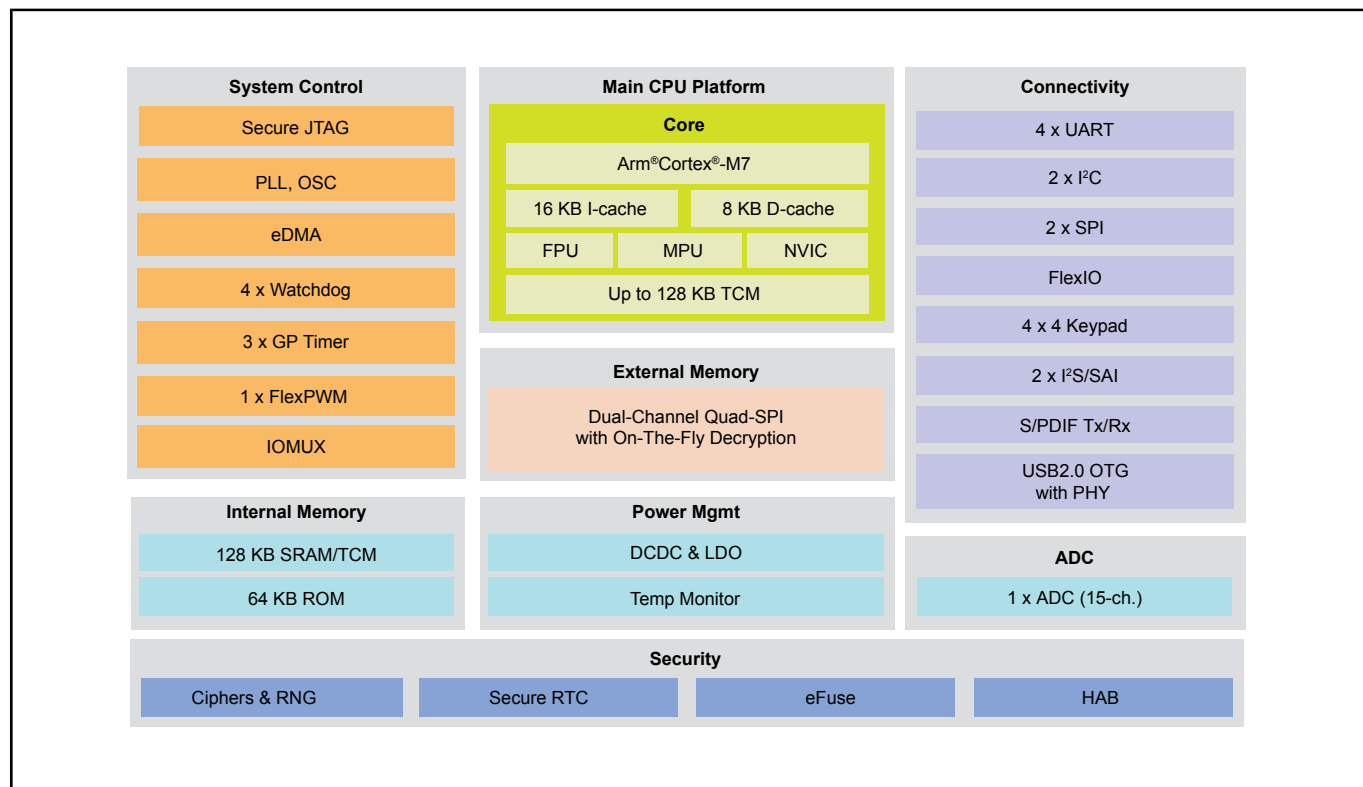 System Control
Secure JTAG
PLL, OSC
eDMA
4 x Watchdog
3 x GP Timer
1 x FlexPWM
IOMUX
Main CPU Platform
Core
Arm®Cortex®-M7
16 KB I-cache
8 KB D-cache
FPU
MPU
NVIC
Up to 128 KB TCM
External Memory
Dual-Channel Quad-SPI
with On-The-Fly Decryption
Connectivity
4 x UART
2 x I²C
2 x SPI
FlexIO
4 x 4 Keypad
2 x I²S/SAI
S/PDIF Tx/Rx
USB2.0 OTG
with PHY
Internal Memory
128 KB SRAM/TCM
64 KB ROM
Power Mgmt
DCDC & LDO
Temp Monitor
ADC
1 x ADC (15-ch.)
Security
Ciphers & RNG
Secure RTC
eFuse
HAB